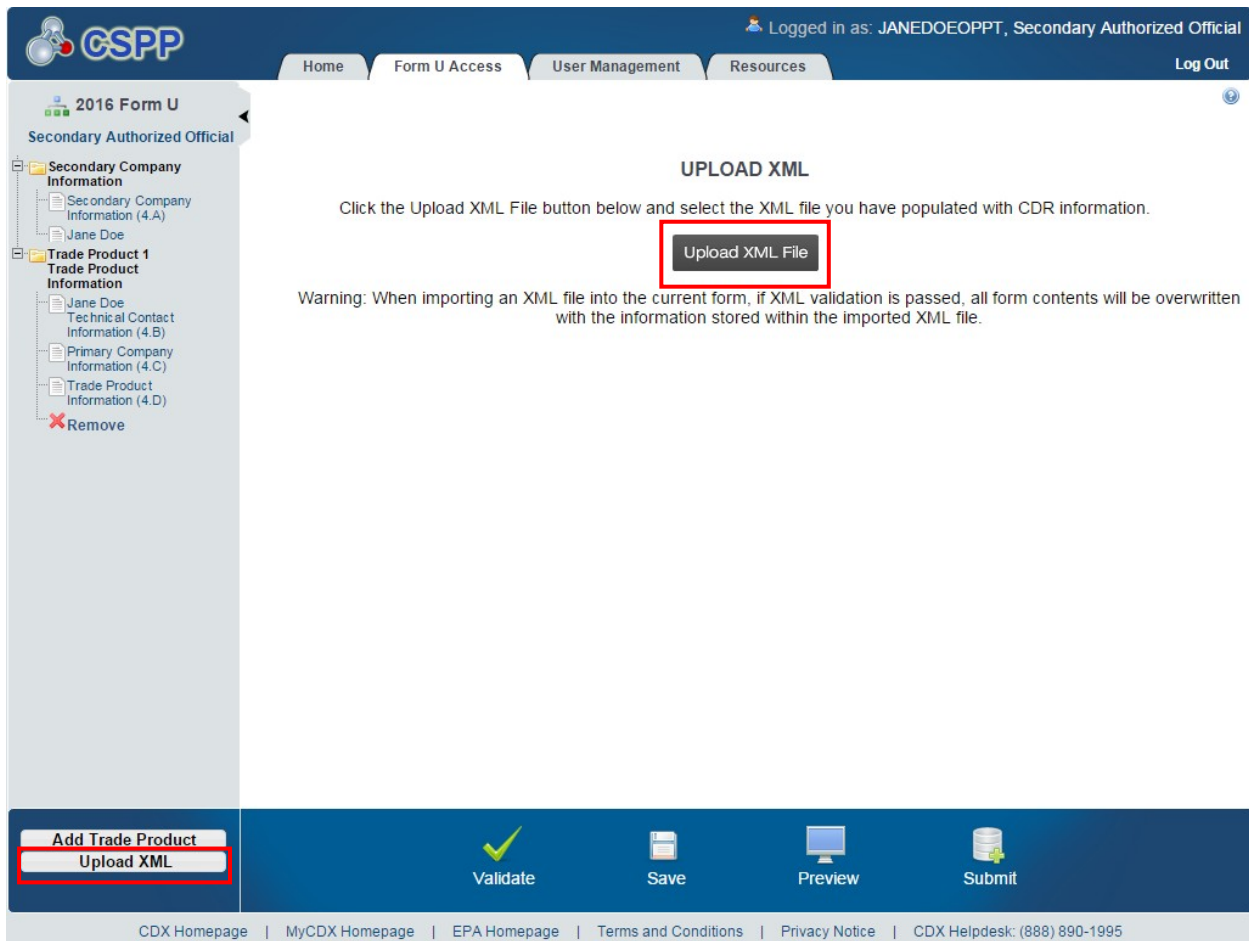 CSPP
Logged in as: JANEDOEOPPT, Secondary Authorized Official
Home
Form U Access
User Management
Resources
Log Out
2016 Form U
Secondary Authorized Official
Secondary Company
Information
Secondary Company
Information (4.A)
Jane Doe
Trade Product 1
Trade Product
Information
Jane Doe
Technical Contact
Information (4.B)
Primary Company
Information (4.C)
Trade Product
Information (4.D)
Remove
UPLOAD XML
Click the Upload XML File button below and select the XML file you have populated with CDR information.
Upload XML File
Warning: When importing an XML file into the current form, if XML validation is passed, all form contents will be overwritten
with the information stored within the imported XML file.
Add Trade Product
Upload XML
Validate
Save
Preview
Submit
CDX Homepage | MyCDX Homepage | EPA Homepage | Terms and Conditions | Privacy Notice | CDX Helpdesk: (888) 890-1995